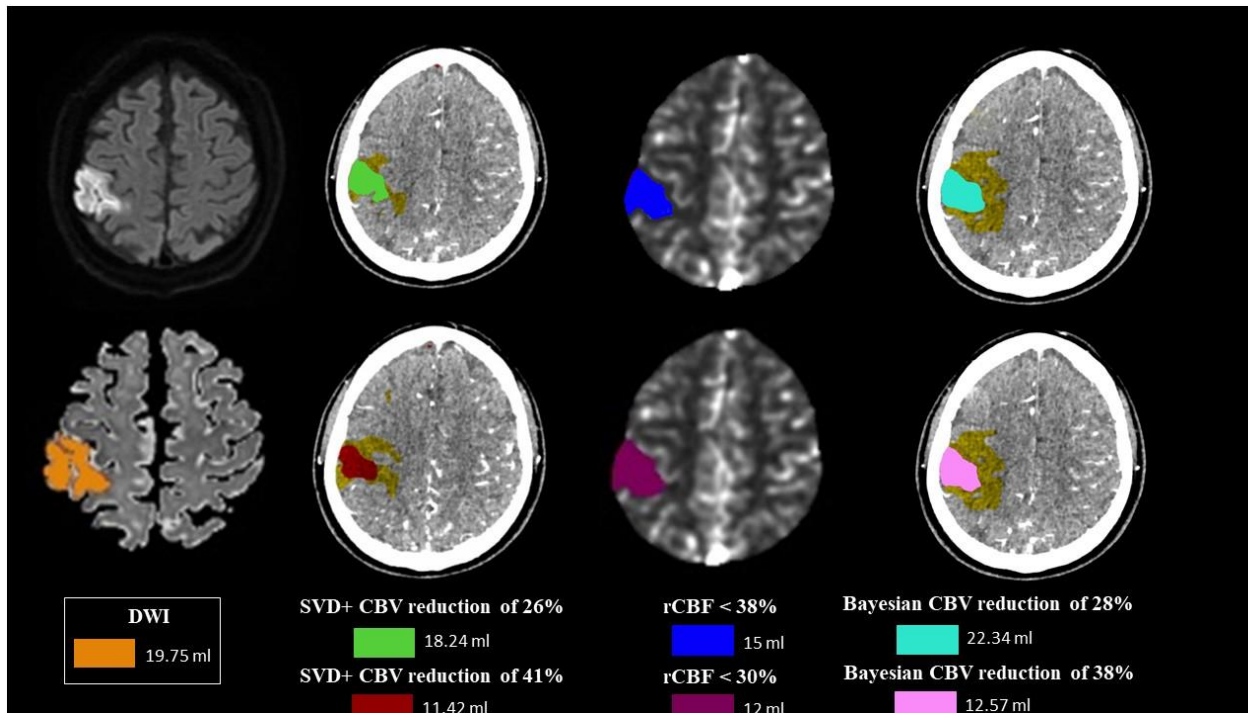 DWI
19.75 ml
SVD+ CBV reduction of 26%
18.24 ml
SVD+ CBV reduction of 41%
11.42 ml
rCBF < 38%
15 ml
rCBF < 30%
12 ml
Bayesian CBV reduction of 28%
22.34 ml
Bayesian CBV reduction of 38%
12.57 ml